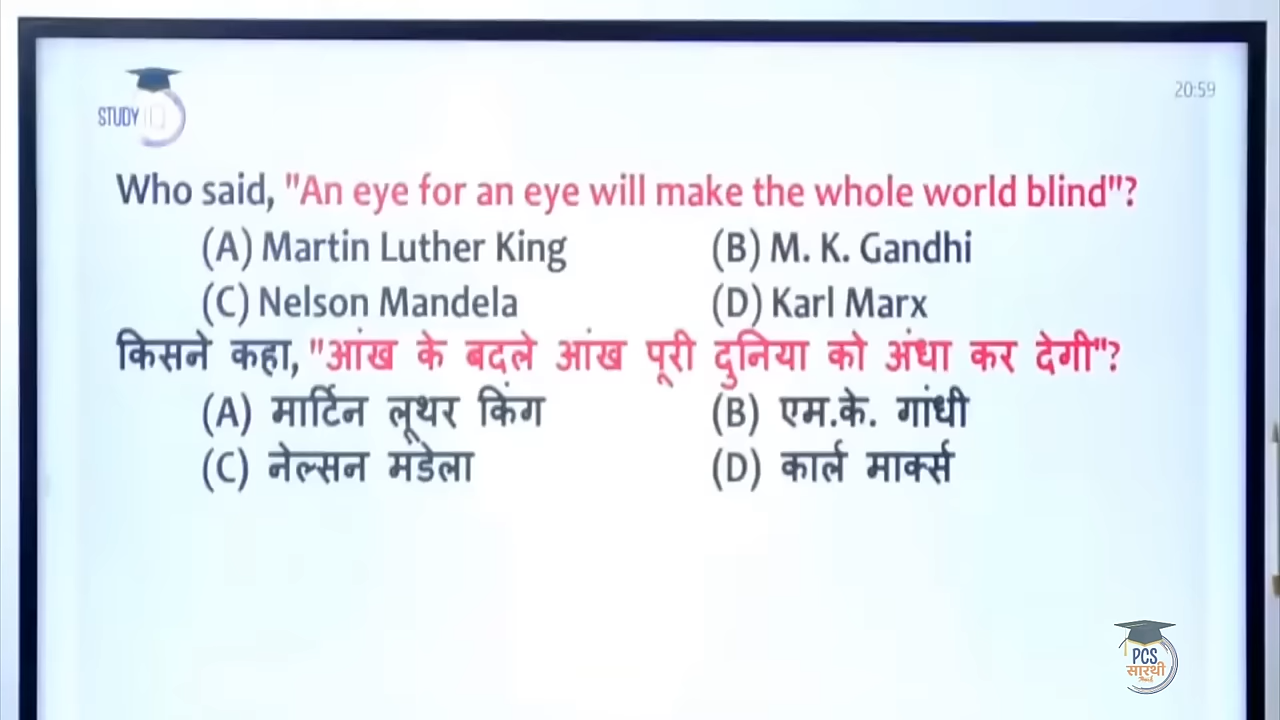 STUDY
20:59
Who said, "An eye for an eye will make the whole world blind"?
(A) Martin Luther King (B) M. K. Gandhi
(C) Nelson Mandela (D) Karl Marx
किसने कहा, "आंख के बदले आंख पूरी दुनिया को अंधा कर देगी"?
(A) मार्टिन लूथर किंग (B) एम.के. गांधी
(C) नेल्सन मंडेला (D) कार्ल मार्क्स
PCS
सारथी